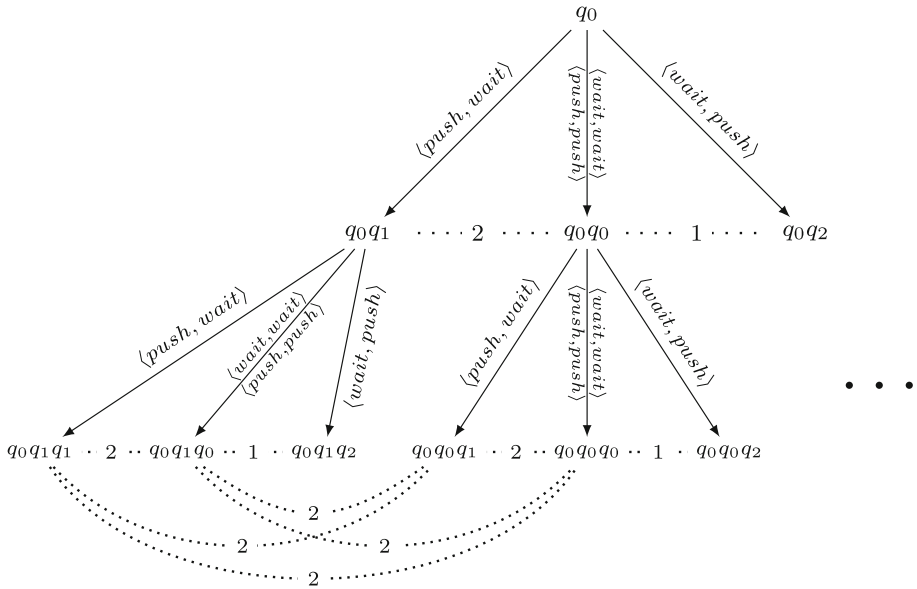 q₀
⟨push, wait⟩ ⟨wait,wait⟩ ⟨push,push⟩ ⟨wait, push⟩
q₀q₁ 2 q₀q₀ 1 q₀q₂
⟨push, wait⟩ ⟨wait,wait⟩ ⟨push,push⟩ ⟨wait, push⟩ ⟨push, wait⟩ ⟨wait,wait⟩ ⟨push,push⟩ ⟨wait, push⟩
q₀q₁q₁ 2 q₀q₁q₀ 1 q₀q₁q₂ q₀q₀q₁ 2 q₀q₀q₀ 1 q₀q₀q₂
2
2 2
2